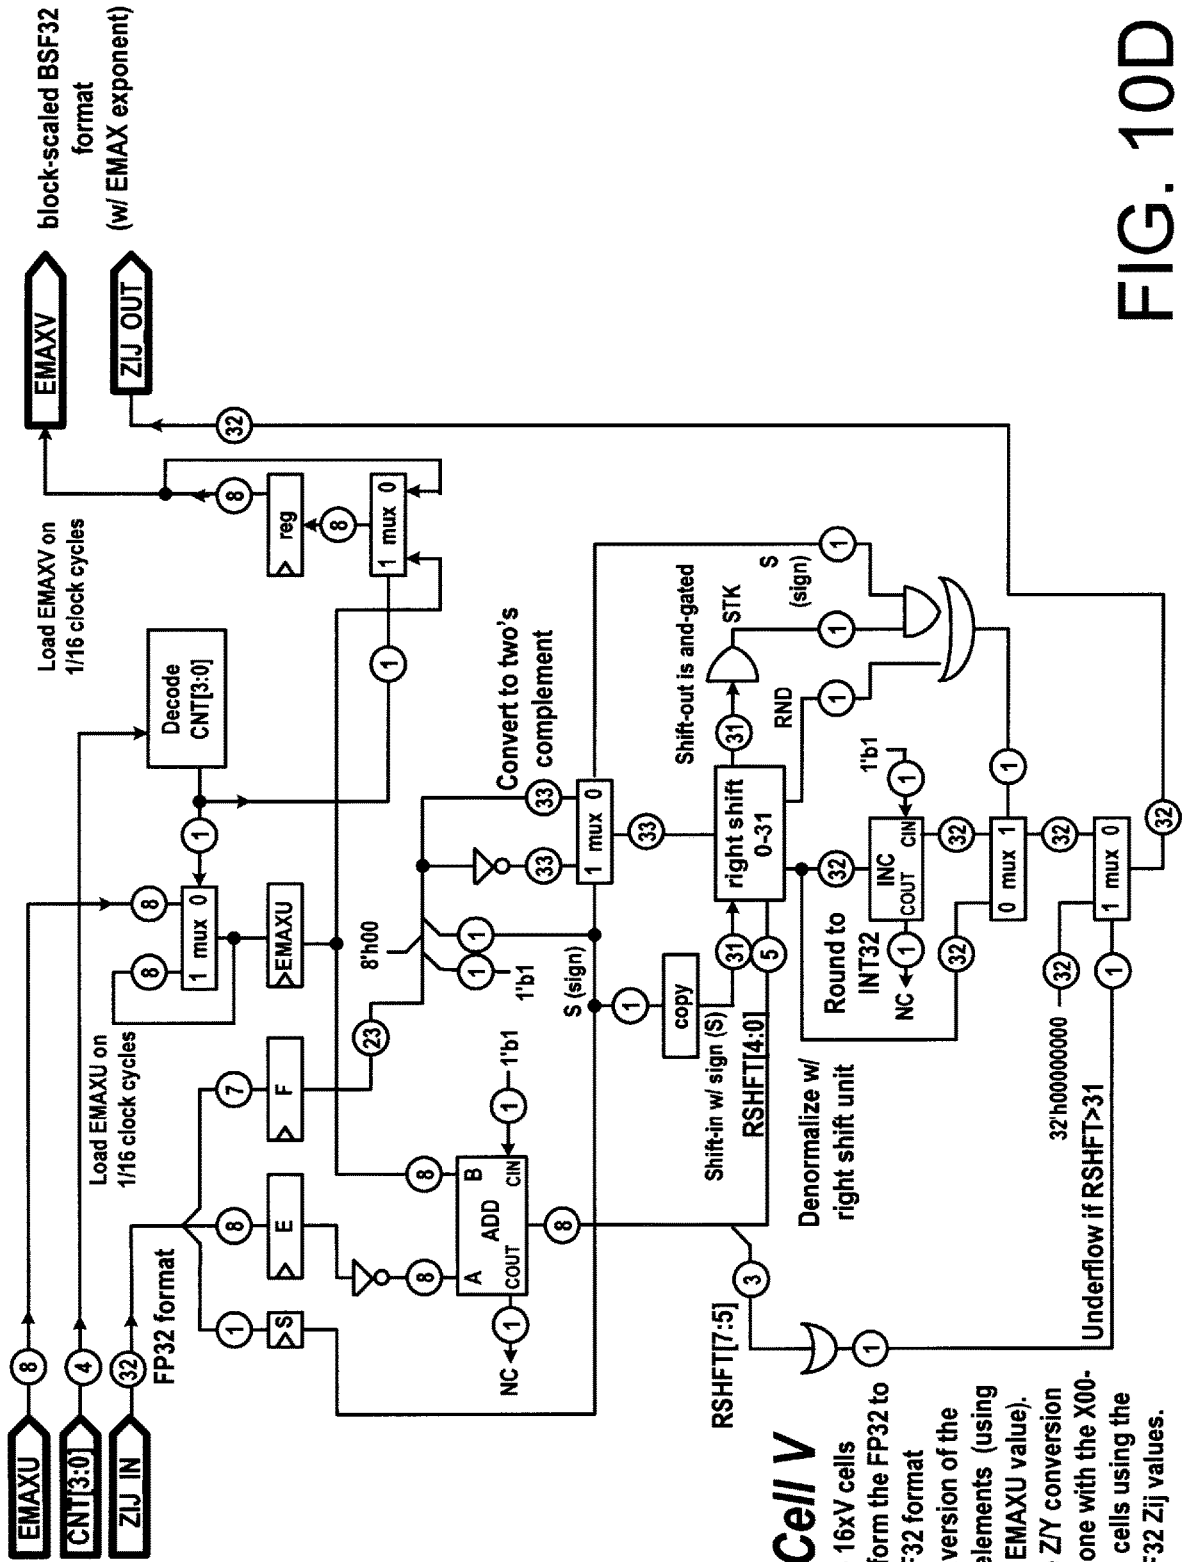 EMAXU
8
CNT[3:0]
4
ZIJ_IN
32
FP32 format
Load EMAXU on
1/16 clock cycles
8
8
1 mux 0
1
Decode
CNT[3:0]
>EMAXU
1
8
7
>S
> E
> F
8
A
B
8
ADD
COUT
CIN
1
1'b1
1
NC
8
23
8'h00
1
1
1'b1
S (sign)
33
33
Convert to two's
complement
1 mux 0
33
1
copy
31
5
Shift-in w/ sign (S)
RSHFT[4:0]
right shift
0-31
31
Shift-out is and-gated
STK
RND
1
1
1
S
(sign)
Denormalize w/
right shift unit
32
Round to
INT32
INC
COUT
CIN
1'b1
1
1
NC
32
32
0 mux 1
1
32
32'h00000000
32
1 mux 0
1
32
Underflow if RSHFT>31
RSHFT[7:5]
3
1
Load EMAXV on
1/16 clock cycles
1
1 mux 0
8
> reg
8
32
EMAXV
ZIJ_OUT
block-scaled BSF32
format
(w/ EMAX exponent)
Cell V
16xV cells
form the FP32 to
F32 format
version of the
elements (using
EMAXU value).
Z/Y conversion
one with the X00-
cells using the
F32 Zij values.
FIG. 10D